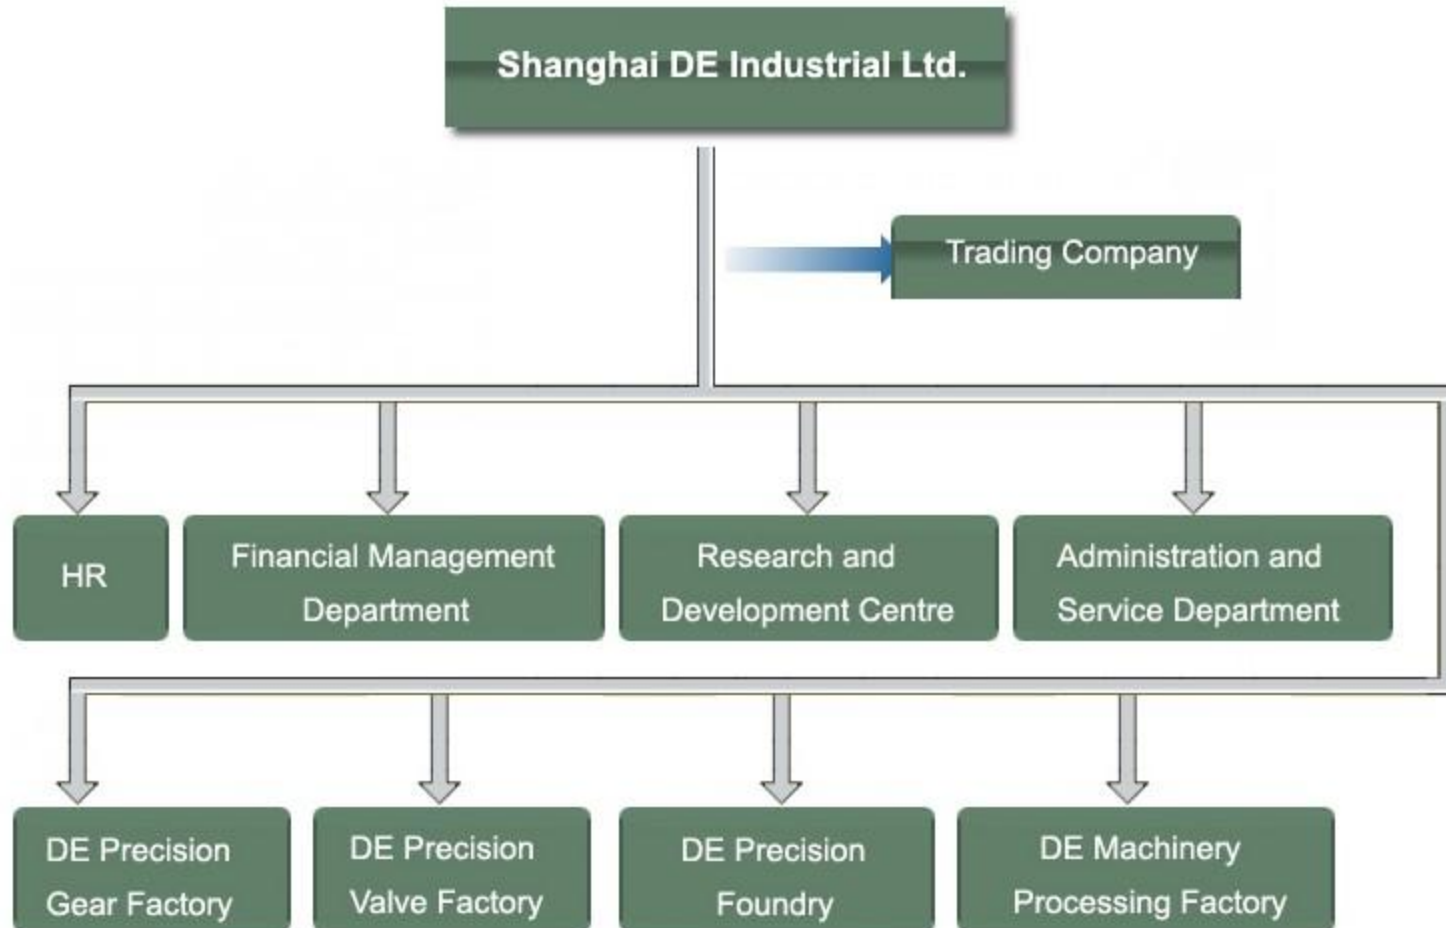 Shanghai DE Industrial Ltd.
Trading Company
HR
Financial Management
Department
Research and
Development Centre
Administration and
Service Department
DE Precision
Gear Factory
DE Precision
Valve Factory
DE Precision
Foundry
DE Machinery
Processing Factory